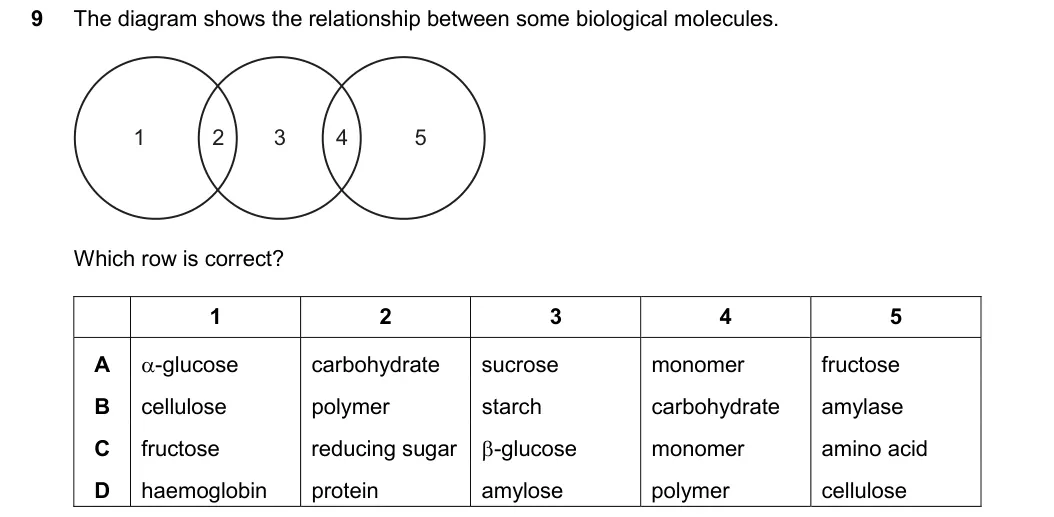 9 The diagram shows the relationship between some biological molecules.
1 2 3 4 5
Which row is correct?
1 2 3 4 5
A α-glucose carbohydrate sucrose monomer fructose
B cellulose polymer starch carbohydrate amylase
C fructose reducing sugar β-glucose monomer amino acid
D haemoglobin protein amylose polymer cellulose